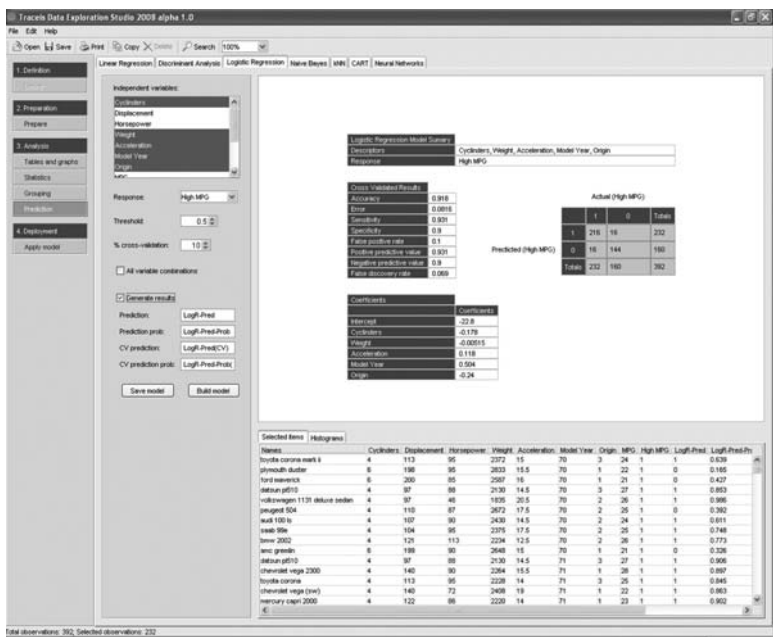 Traceis Data Exploration Studio 2008 alpha 1.0
File Edit Help
Open Save Print Copy Delete Search 100%
1. Definition
2. Preparation
Prepare
3. Analysis
Tables and graphs
Statistics
Grouping
Prediction
4. Deployment
Apply model
Linear Regression Discriminant Analysis Logistic Regression Naive Bayes kNN CART Neural Networks
Independent variables:
Cyclinders
Displacement
Horsepower
Weight
Acceleration
Model Year
Origin
MPG
Response: High MPG
Threshold: 0.5
% cross-validation: 10
All variable combinations
Generate results
Prediction: LogR-Pred
Prediction prob: LogR-Pred-Prob
CV prediction: LogR-Pred(CV)
CV prediction prob: LogR-Pred-Prob(
Save model Build model
Logistic Regression Model Sumary
Descriptors Cyclinders, Weight, Acceleration, Model Year, Origin
Response High MPG
Cross Validated Results
Accuracy 0.918
Error 0.0816
Sensitivity 0.931
Specificity 0.9
False positive rate 0.1
Positive predictive value 0.931
Negative predictive value 0.9
False discovery rate 0.069
Actual (High MPG)
1 0 Totals
Predicted (High MPG)
1 216 16 232
0 16 144 160
Totals 232 160 392
Coefficients
Coefficients
Intercept -22.8
Cyclinders -0.178
Weight -0.00515
Acceleration 0.118
Model Year 0.504
Origin -0.24
Selected items Histograms
Names Cyclinders Displacement Horsepower Weight Acceleration Model Year Origin MPG High MPG LogR-Pred LogR-Pred-Pr
toyota corona mark ii 4 113 95 2372 15 70 3 24 1 1 0.639
plymouth duster 6 198 95 2833 15.5 70 1 22 1 0 0.165
ford maverick 6 200 85 2587 16 70 1 21 1 0 0.427
datsun pl510 4 97 88 2130 14.5 70 3 27 1 1 0.853
volkswagen 1131 deluxe sedan 4 97 46 1835 20.5 70 2 26 1 1 0.986
peugeot 504 4 110 87 2672 17.5 70 2 25 1 0 0.392
audi 100 ls 4 107 90 2430 14.5 70 2 24 1 1 0.611
saab 99e 4 104 95 2375 17.5 70 2 25 1 1 0.748
bmw 2002 4 121 113 2234 12.5 70 2 26 1 1 0.773
amc gremlin 6 199 90 2648 15 70 1 21 1 0 0.326
datsun pl510 4 97 88 2130 14.5 71 3 27 1 1 0.906
chevrolet vega 2300 4 140 90 2264 15.5 71 1 28 1 1 0.897
toyota corona 4 113 95 2228 14 71 3 25 1 1 0.845
chevrolet vega (sw) 4 140 72 2408 19 71 1 22 1 1 0.863
mercury capri 2000 4 122 86 2220 14 71 1 23 1 1 0.902
Total observations: 392, Selected observations: 232